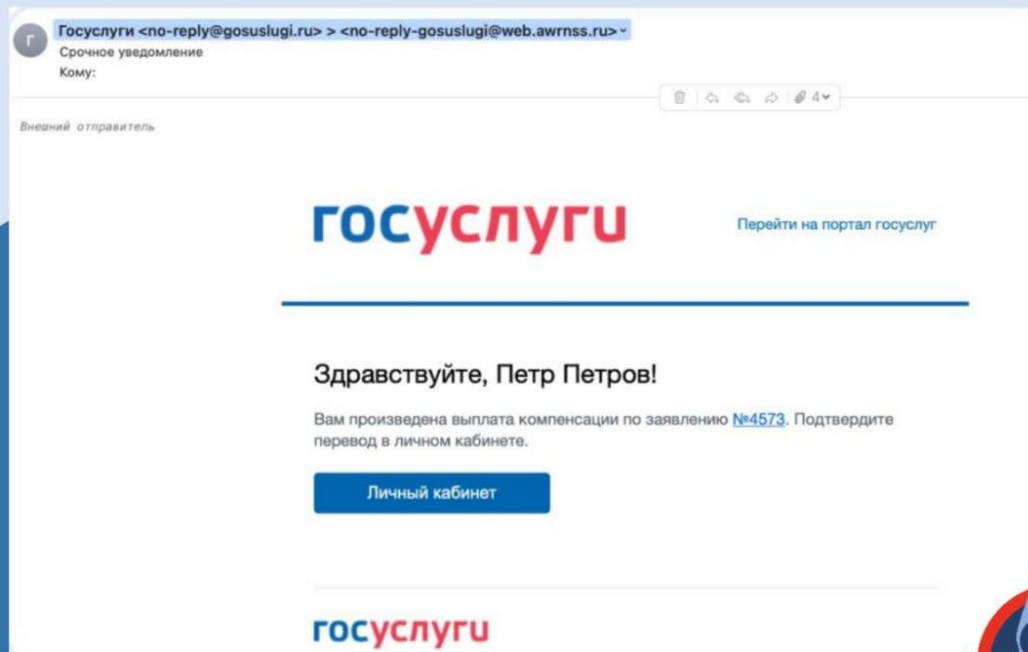 Г
Госуслуги <no-reply@gosuslugi.ru> > <no-reply-gosuslugi@web.awrnss.ru>
Срочное уведомление
Кому:
4
Внешний отправитель
госуслуги
Перейти на портал госуслуг
Здравствуйте, Петр Петров!
Вам произведена выплата компенсации по заявлению №4573. Подтвердите
перевод в личном кабинете.
Личный кабинет
госуслуги